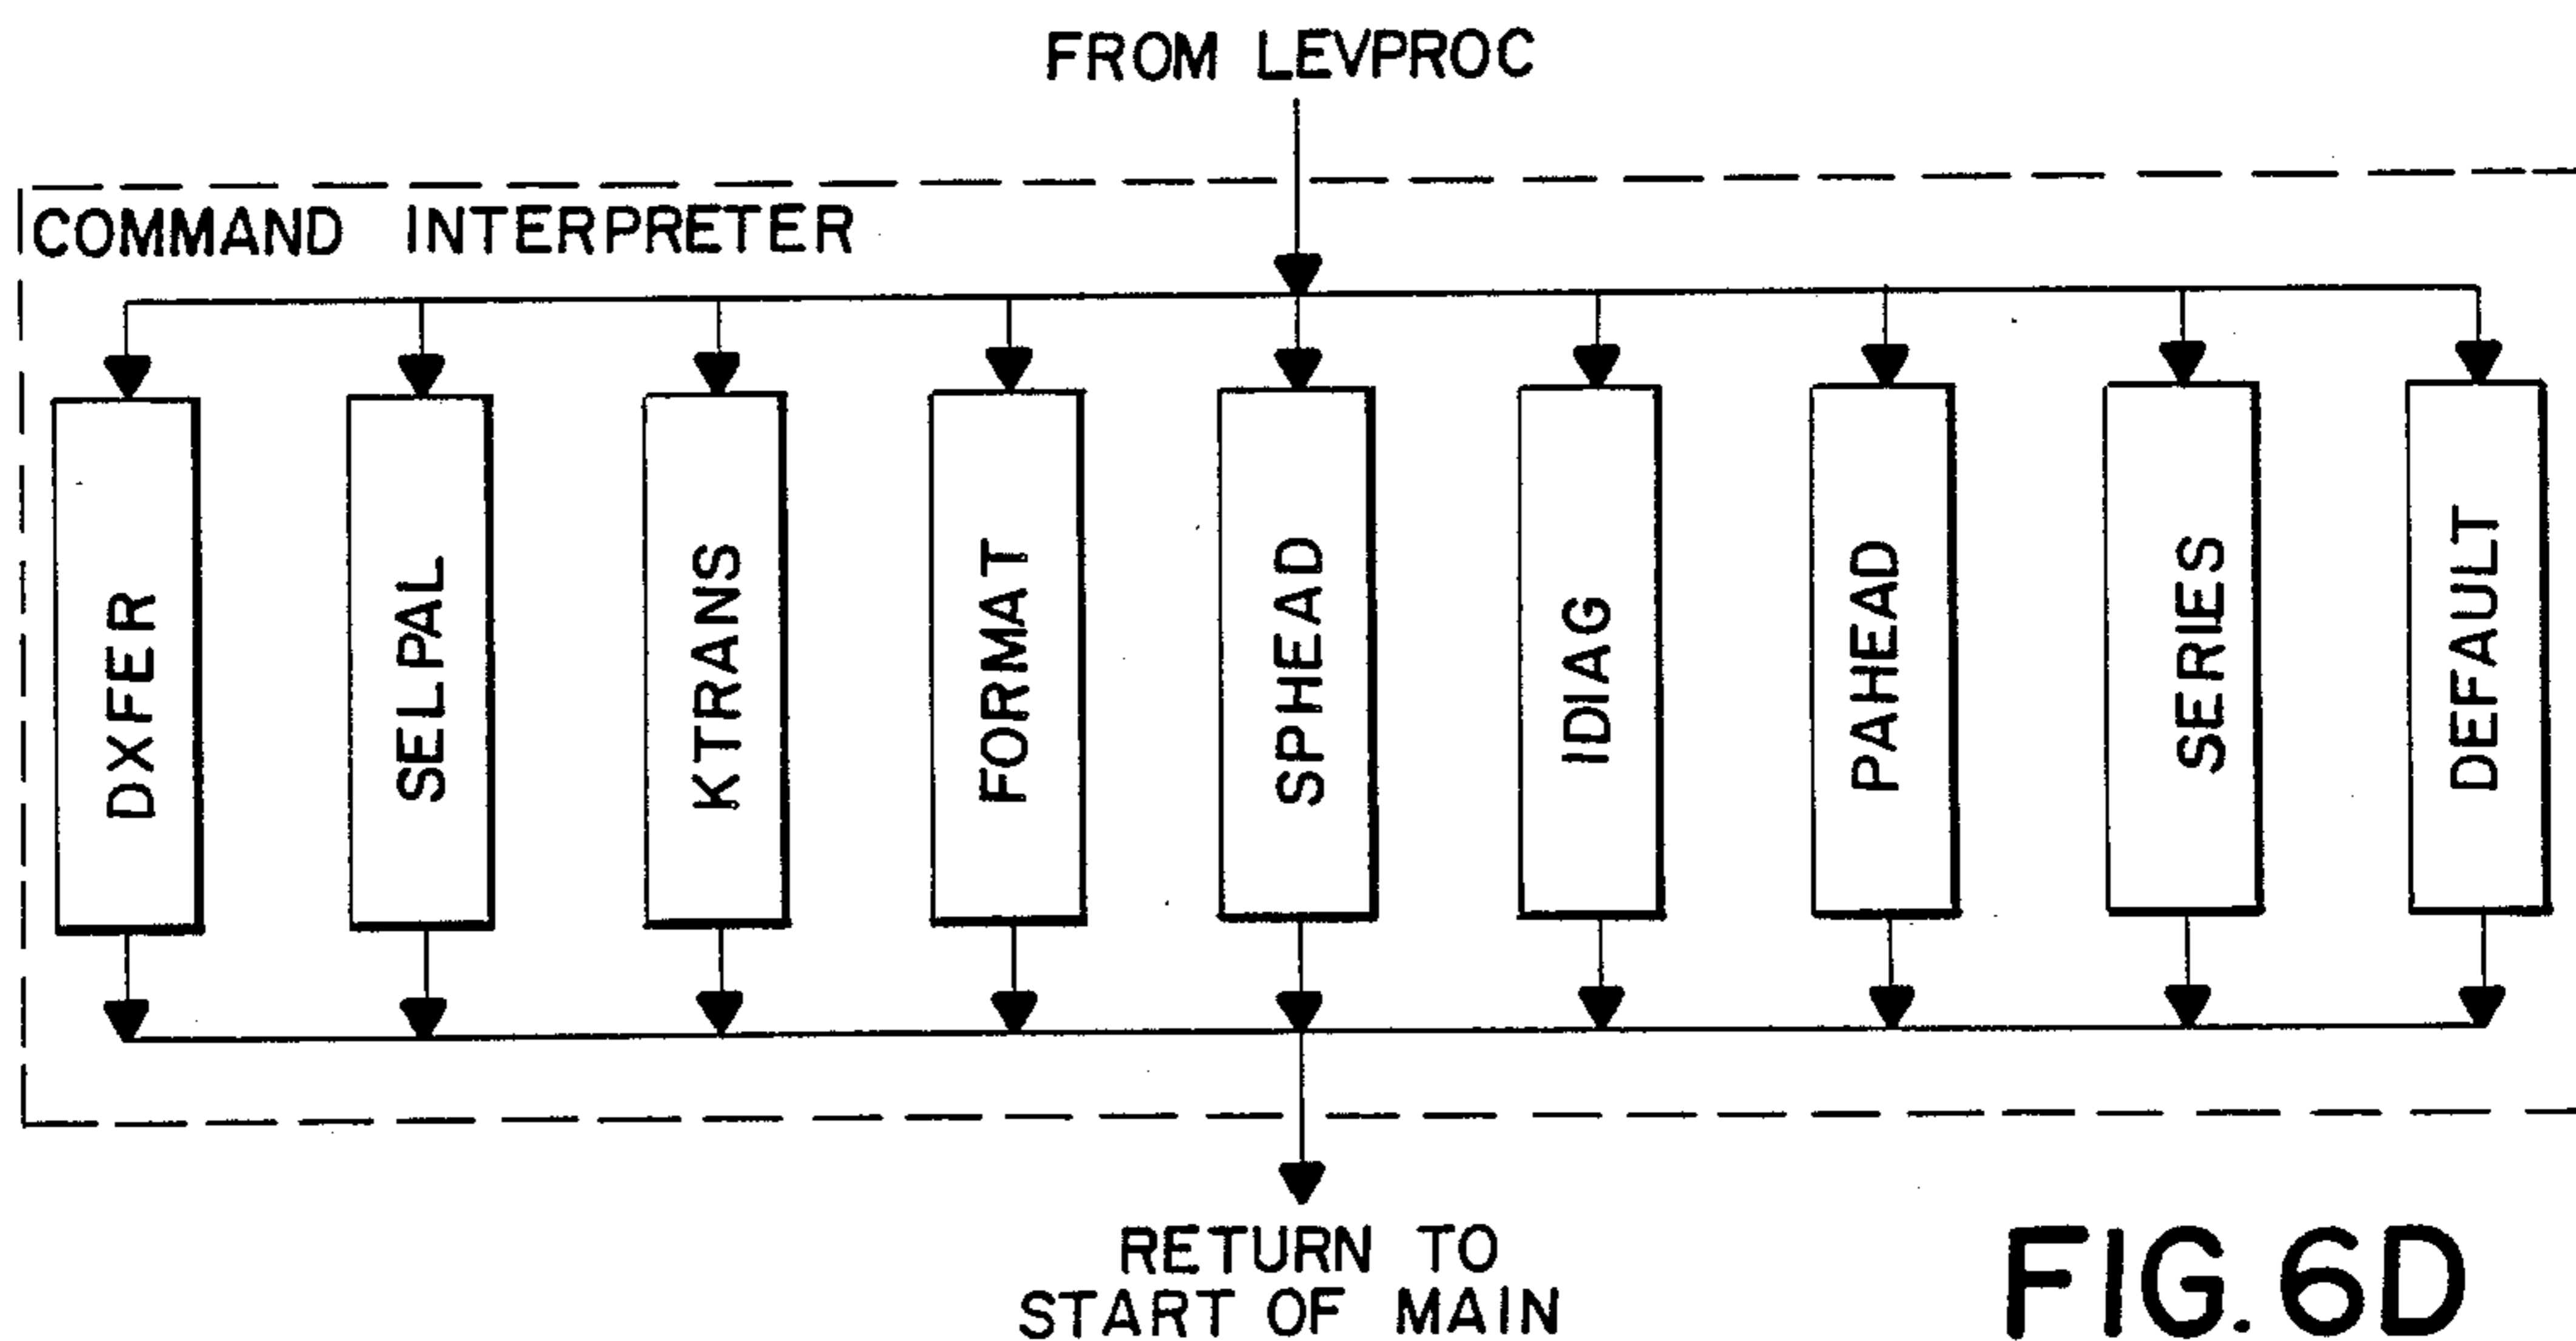 FROM LEVPROC
COMMAND INTERPRETER
DXFER
SELPAL
KTRANS
FORMAT
SPHEAD
IDIAG
PAHEAD
SERIES
DEFAULT
RETURN TO
START OF MAIN
FIG. 6D